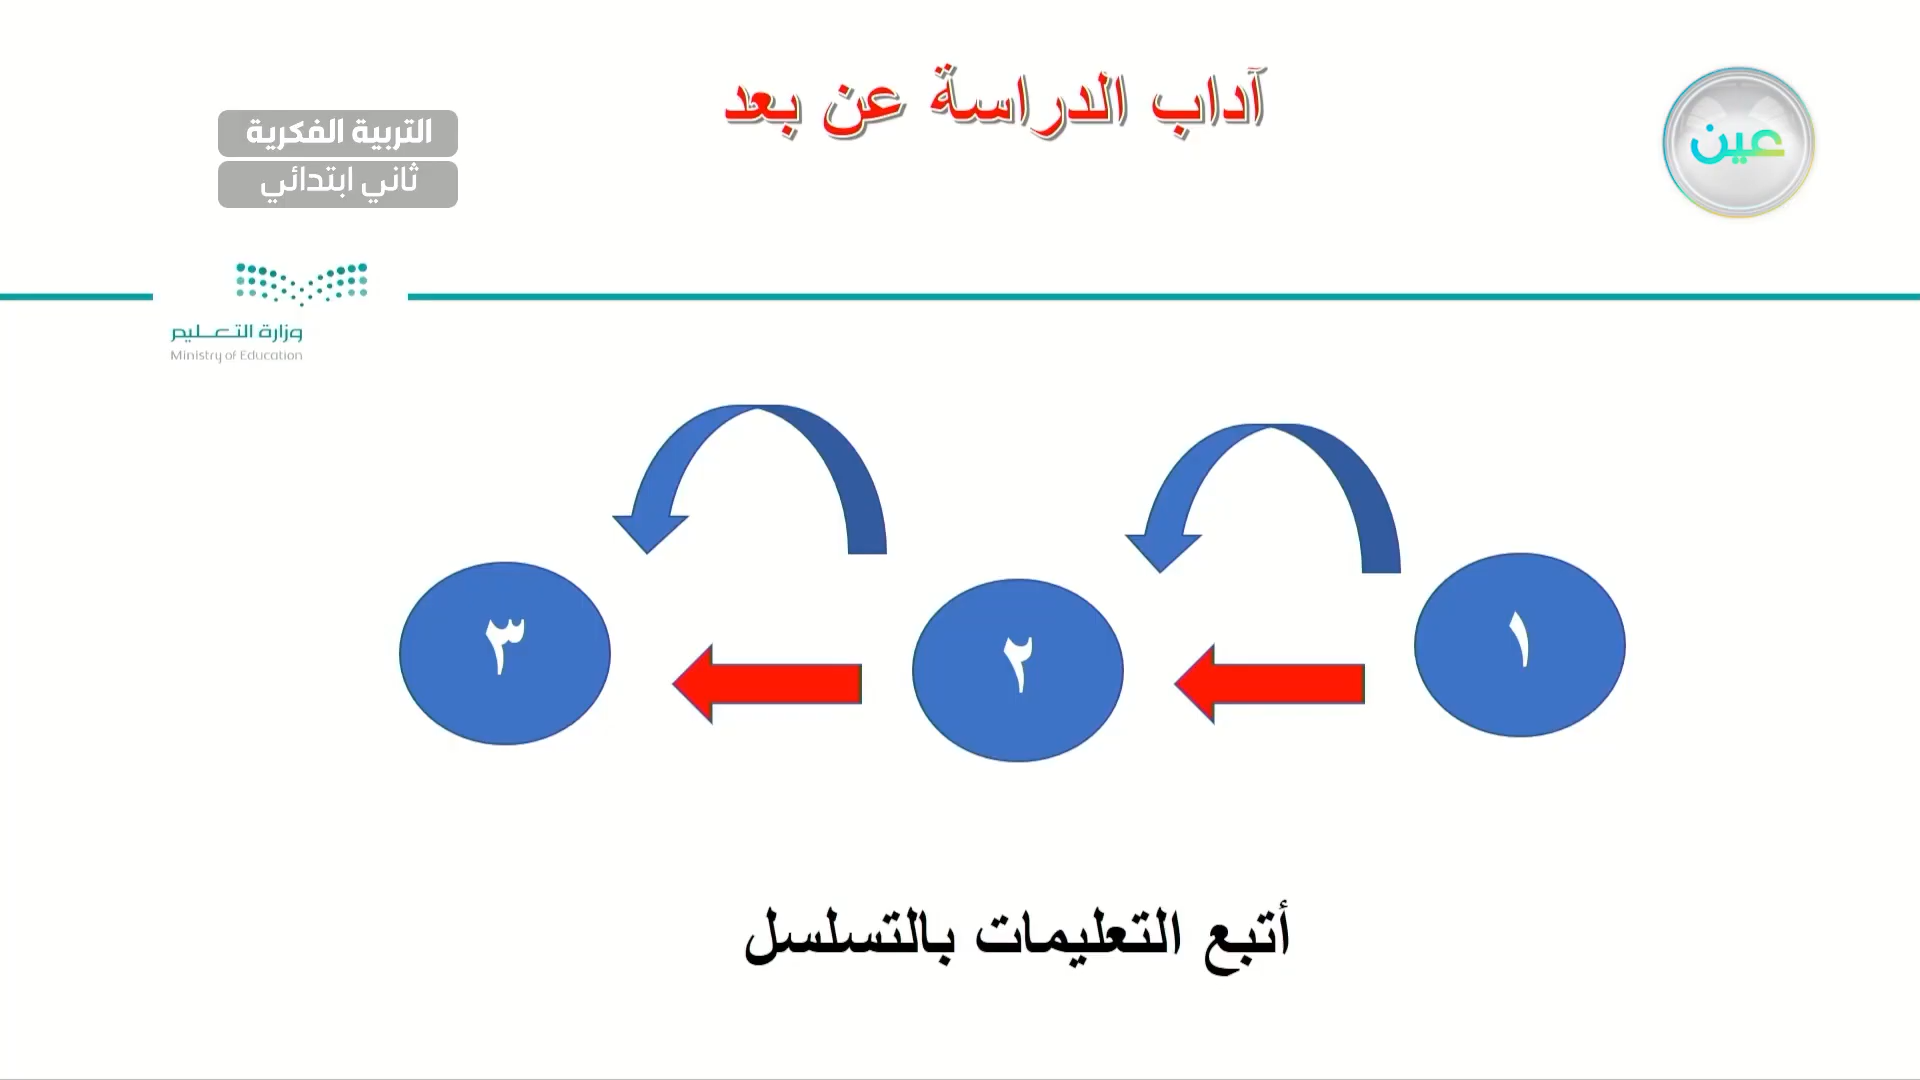 آداب الدراسة عن بعد
عين
التربية الفكرية
ثاني ابتدائي
وزارة التعليم
Ministry of Education
١
٢
٣
أتبع التعليمات بالتسلسل